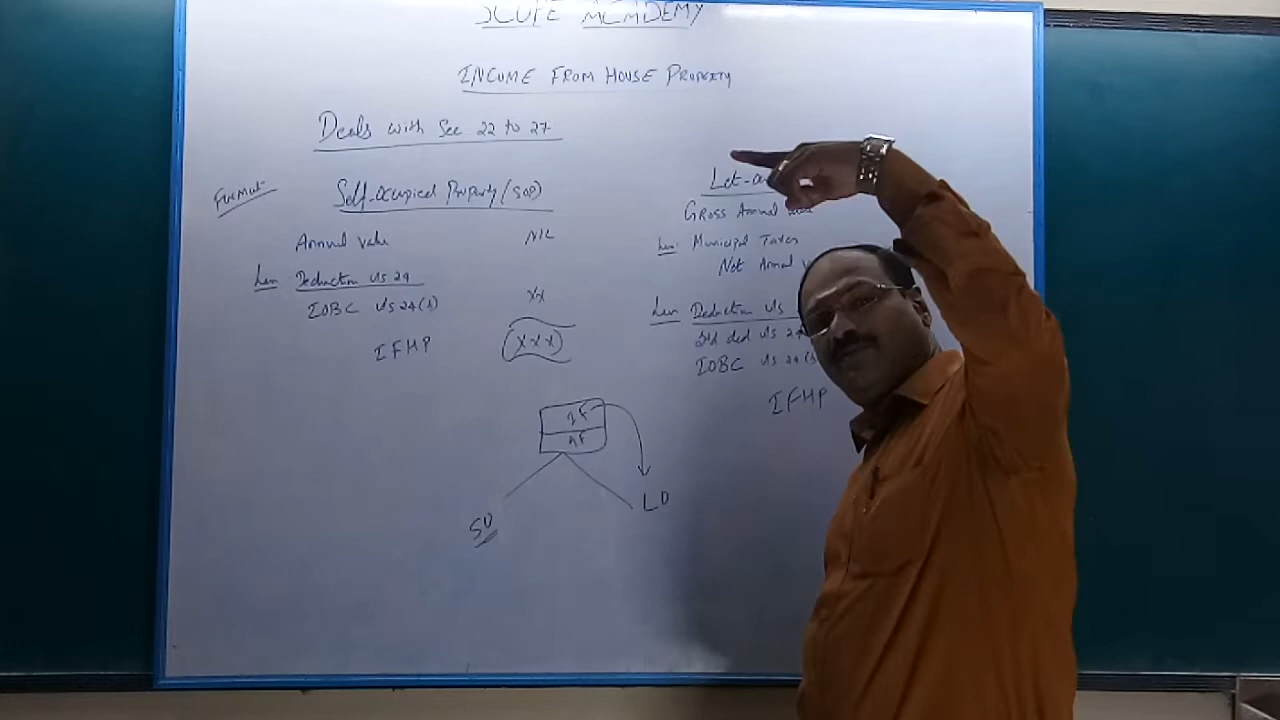 INCOME FROM HOUSE PROPERTY
Deals with Sec 22 to 27
Self-occupied Property/(SOP)
Annual value NIL
Less Deduction U/s 24
IOBC U/s 24(b) xx
IFHP xxx
Let-
GROSS Annual
Less: Municipal Taxes
Net Annual
Less Deduction U/s
Std ded U/s
IOBC U/s 24
IFHP
SO
LO